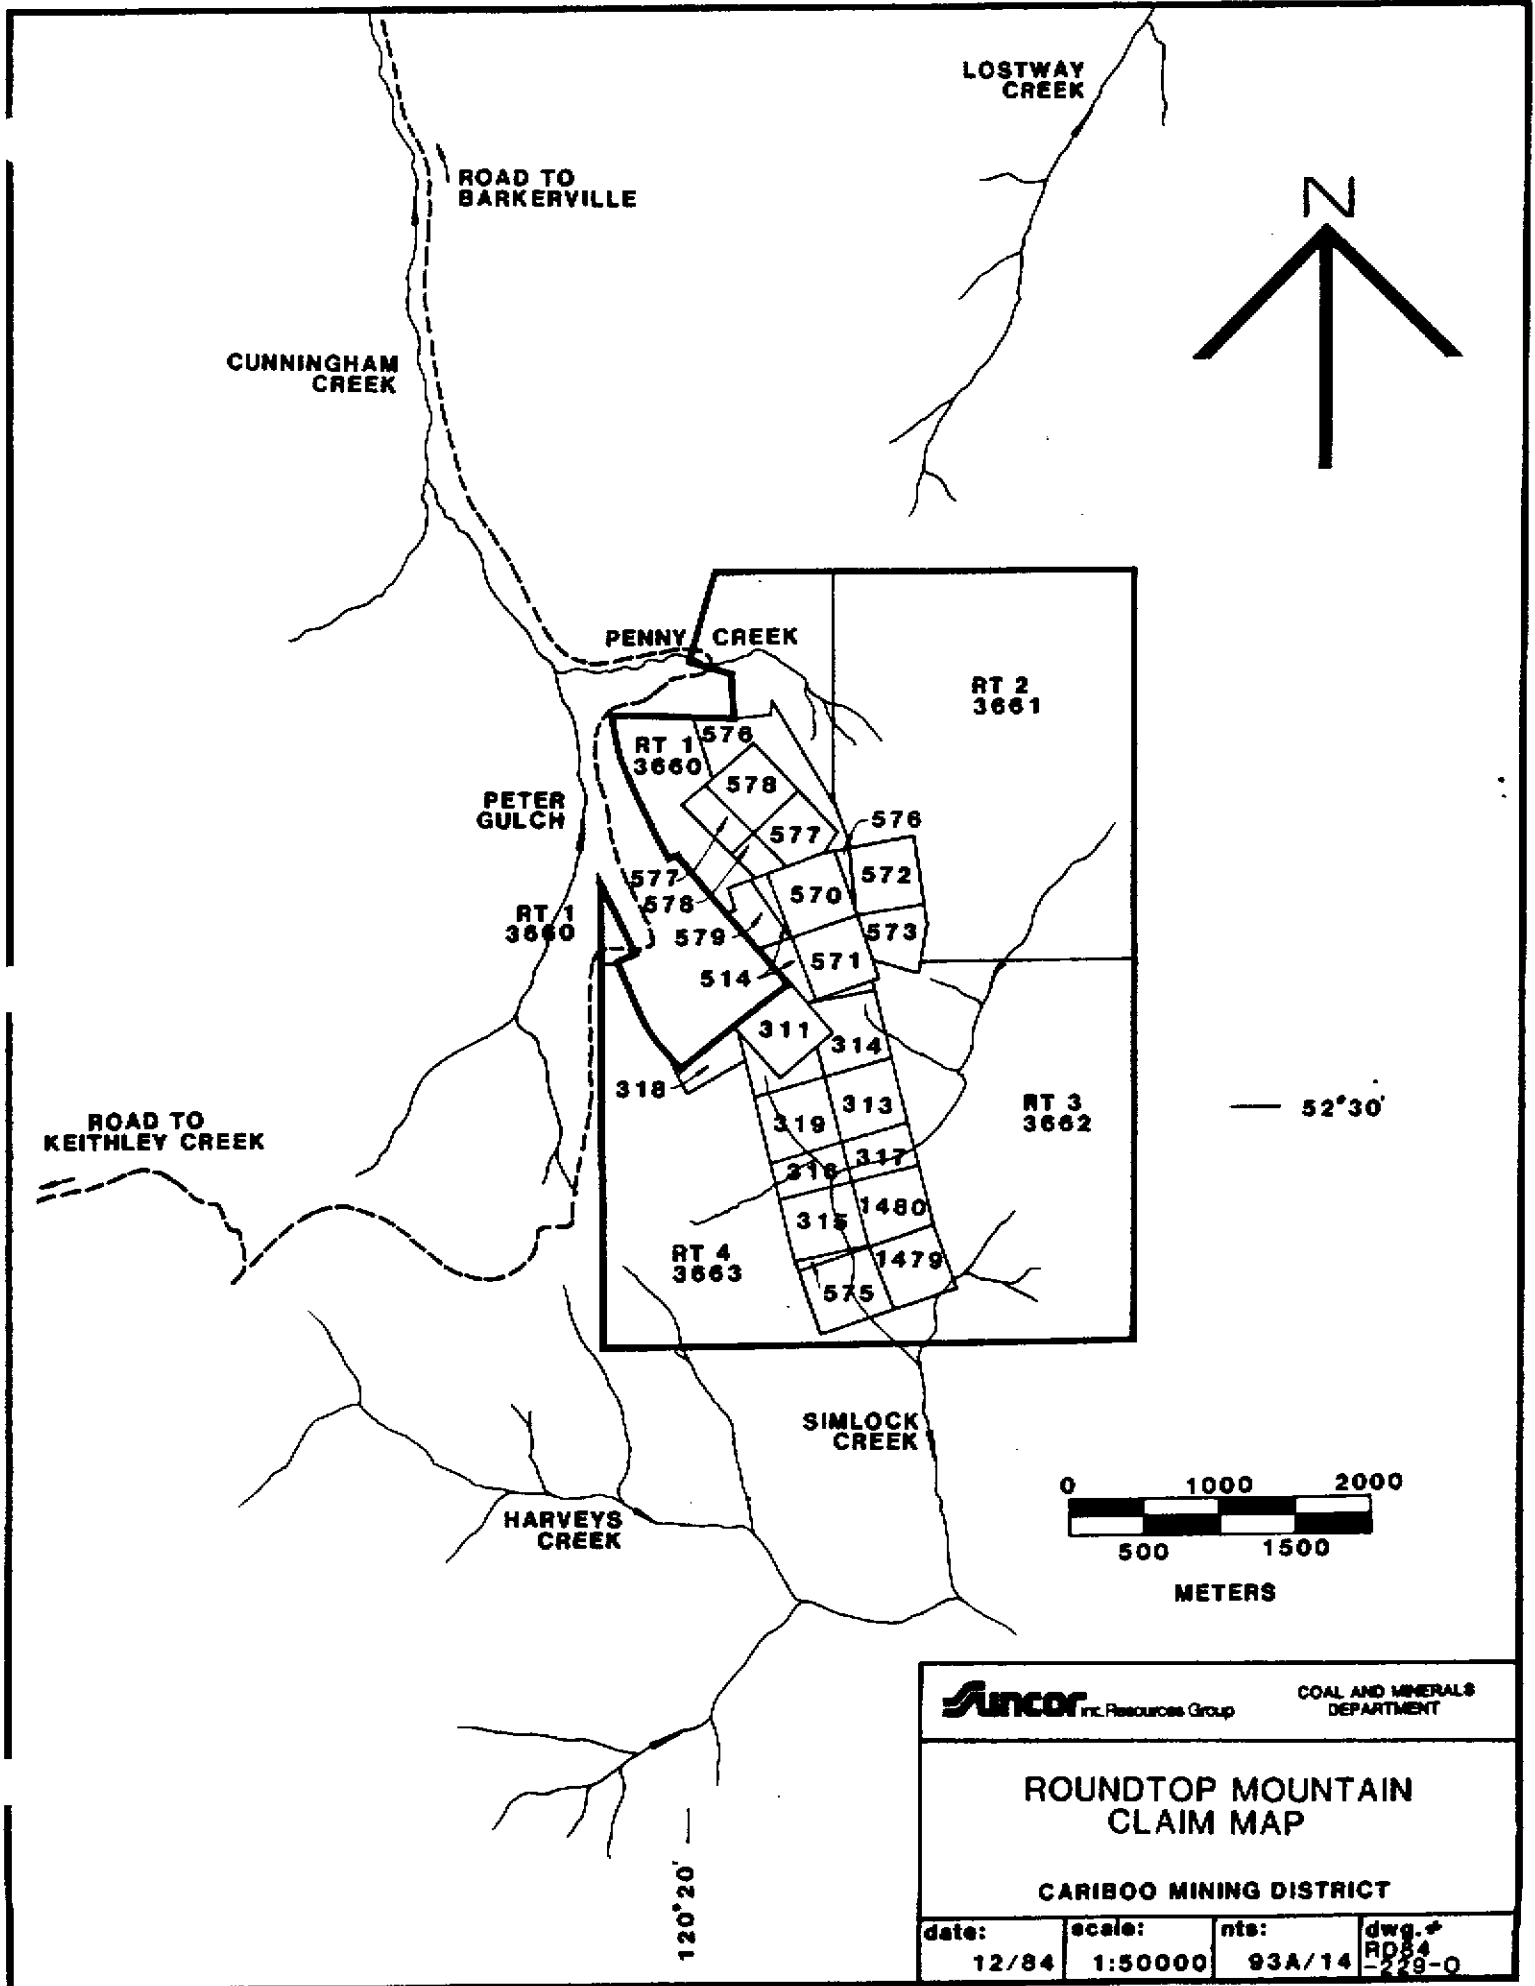 LOSTWAY
CREEK
N
ROAD TO
BARKERVILLE
CUNNINGHAM
CREEK
PENNY CREEK
RT 2
3661
RT 1
3660
576
578
PETER
GULCH
577
576
572
577
570
578
RT 1
3660
579
573
571
514
311
314
318
ROAD TO
KEITHLEY CREEK
313
319
RT 3
3662
52°30'
317
316
1480
315
RT 4
3663
1479
575
SIMLOCK
CREEK
0 1000 2000
HARVEYS
CREEK
500 1500
METERS
Suncor Inc. Resources Group
COAL AND MINERALS
DEPARTMENT
ROUNDTOP MOUNTAIN
CLAIM MAP
CARIBOO MINING DISTRICT
120°20'
date: scale: nts: dwg.#
12/84 1:50000 93A/14 RD84
-229-O